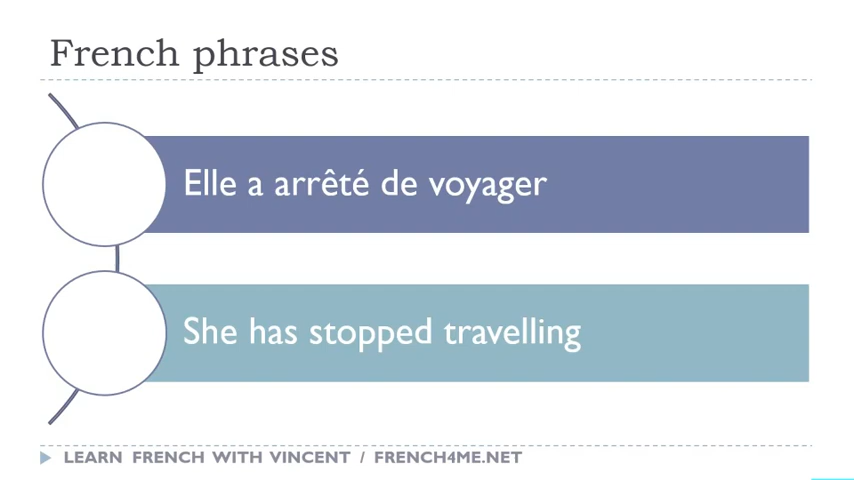 French phrases
Elle a arrêté de voyager
She has stopped travelling
LEARN FRENCH WITH VINCENT / FRENCH4ME.NET